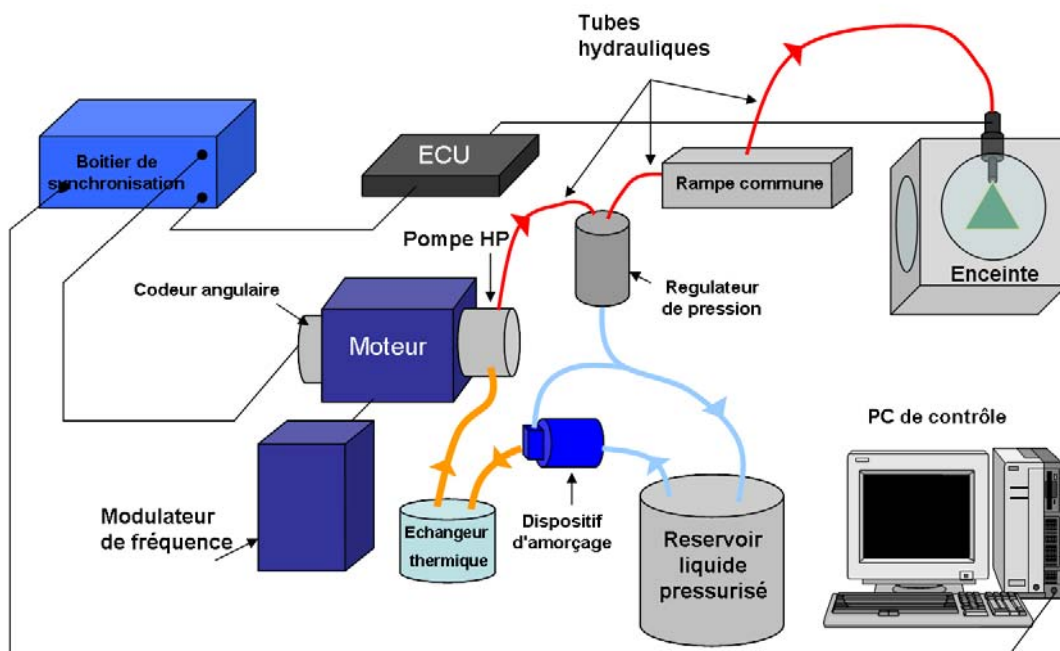 Tubes
hydrauliques
Boitier de
synchronisation
ECU
Rampe commune
Pompe HP
Enceinte
Codeur angulaire
Regulateur
de pression
Moteur
PC de contrôle
Modulateur
de fréquence
Echangeur
thermique
Dispositif
d'amorçage
Reservoir
liquide
pressurisé